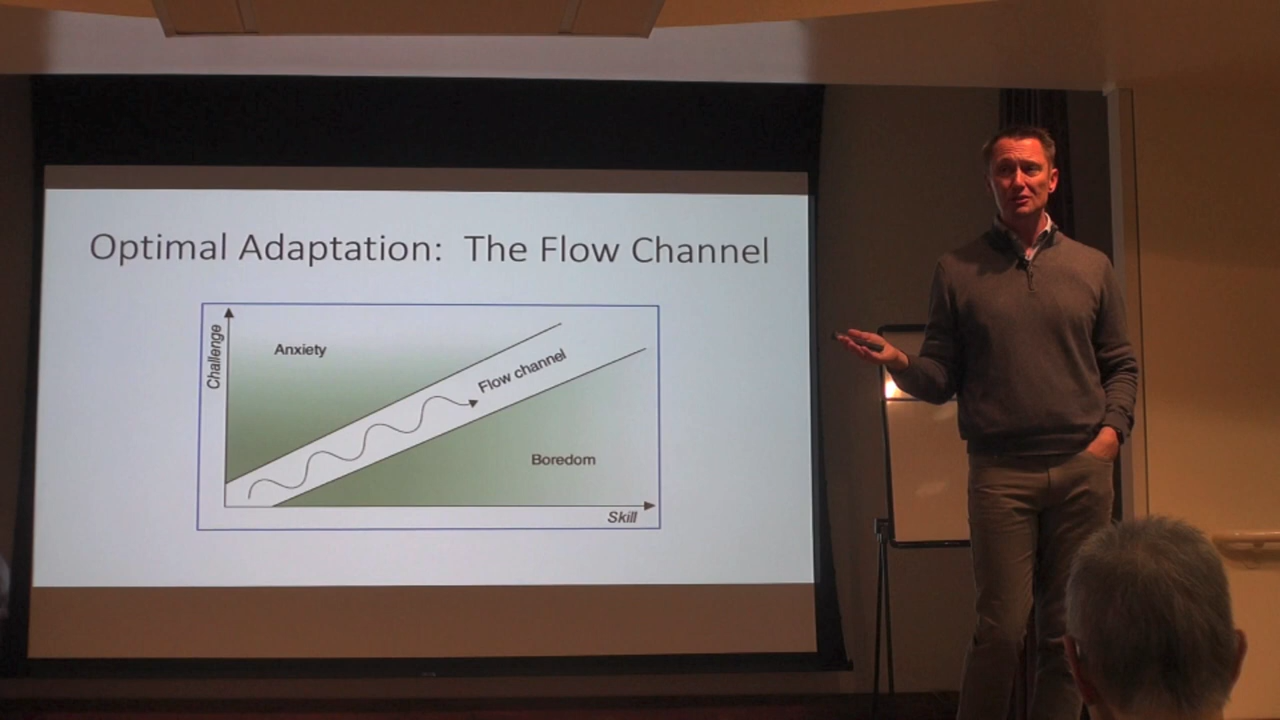 Optimal Adaptation: The Flow Channel
Challenge
Anxiety
Flow channel
Boredom
Skill